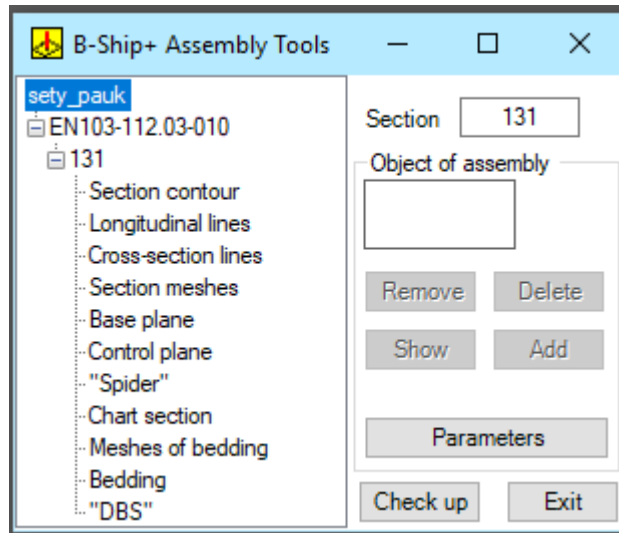 B-Ship+ Assembly Tools
sety_pauk
EN103-112.03-010
131
Section contour
Longitudinal lines
Cross-section lines
Section meshes
Base plane
Control plane
"Spider"
Chart section
Meshes of bedding
Bedding
"DBS"
Section 131
Object of assembly
Remove Delete
Show Add
Parameters
Check up Exit